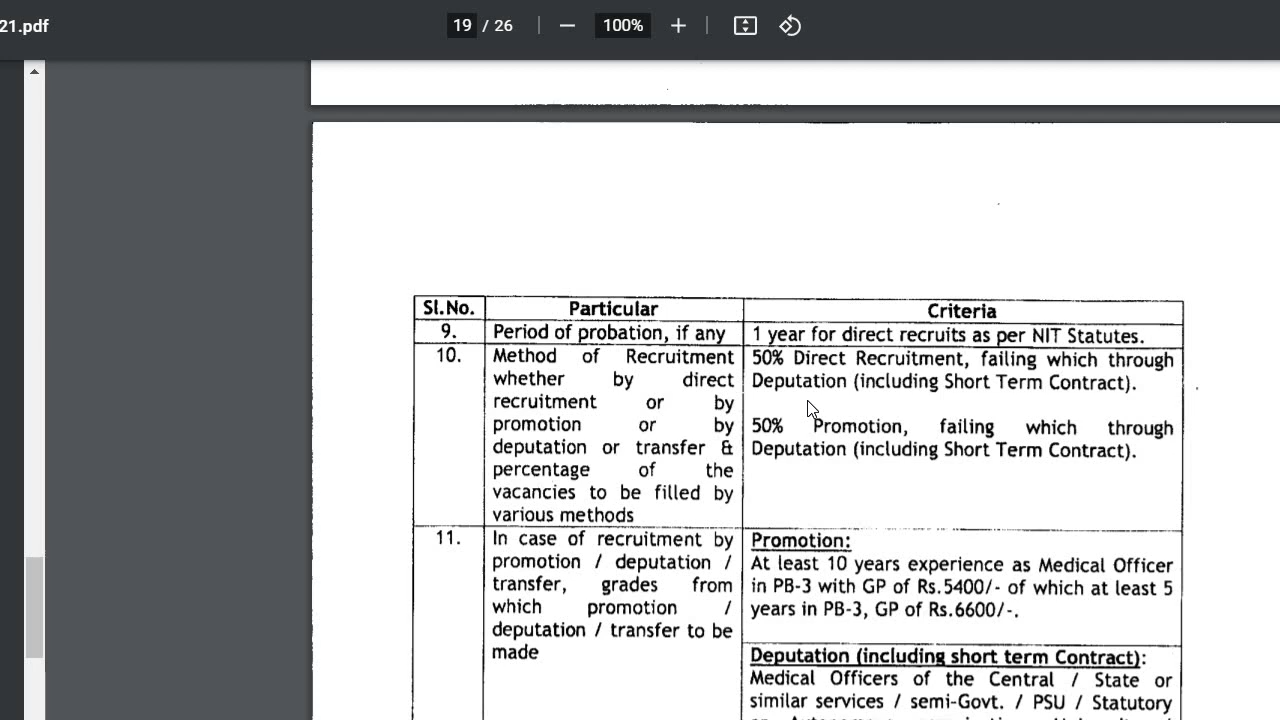 21.pdf
19 / 26
100%
Sl.No. Particular Criteria
9. Period of probation, if any 1 year for direct recruits as per NIT Statutes.
10. Method of Recruitment
whether by direct
recruitment or by
promotion or by
deputation or transfer &
percentage of the
vacancies to be filled by
various methods
50% Direct Recruitment, failing which through
Deputation (including Short Term Contract).
50% Promotion, failing which through
Deputation (including Short Term Contract).
11. In case of recruitment by
promotion / deputation /
transfer, grades from
which promotion /
deputation / transfer to be
made
Promotion:
At least 10 years experience as Medical Officer
in PB-3 with GP of Rs.5400/- of which at least 5
years in PB-3, GP of Rs.6600/-.
Deputation (including short term Contract):
Medical Officers of the Central / State or
similar services / semi-Govt. / PSU / Statutory